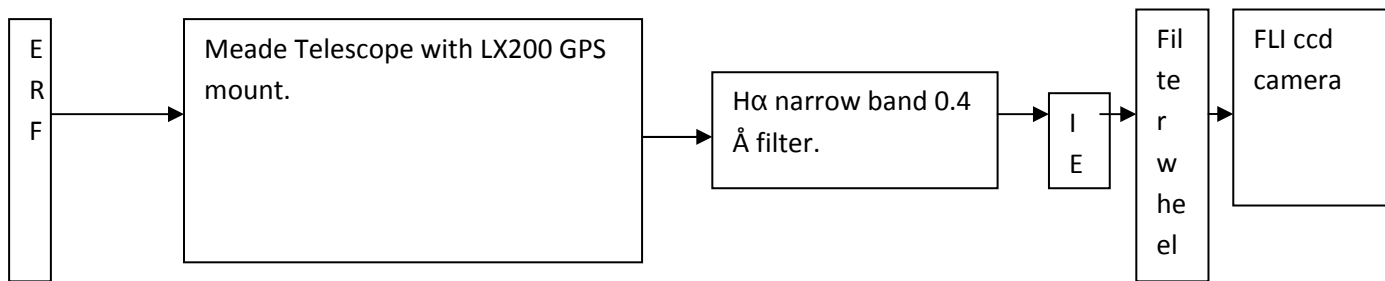 E
R
F
Meade Telescope with LX200 GPS
mount.
Hα narrow band 0.4
Å filter.
I
E
Fil
te
r
w
he
el
FLI ccd
camera